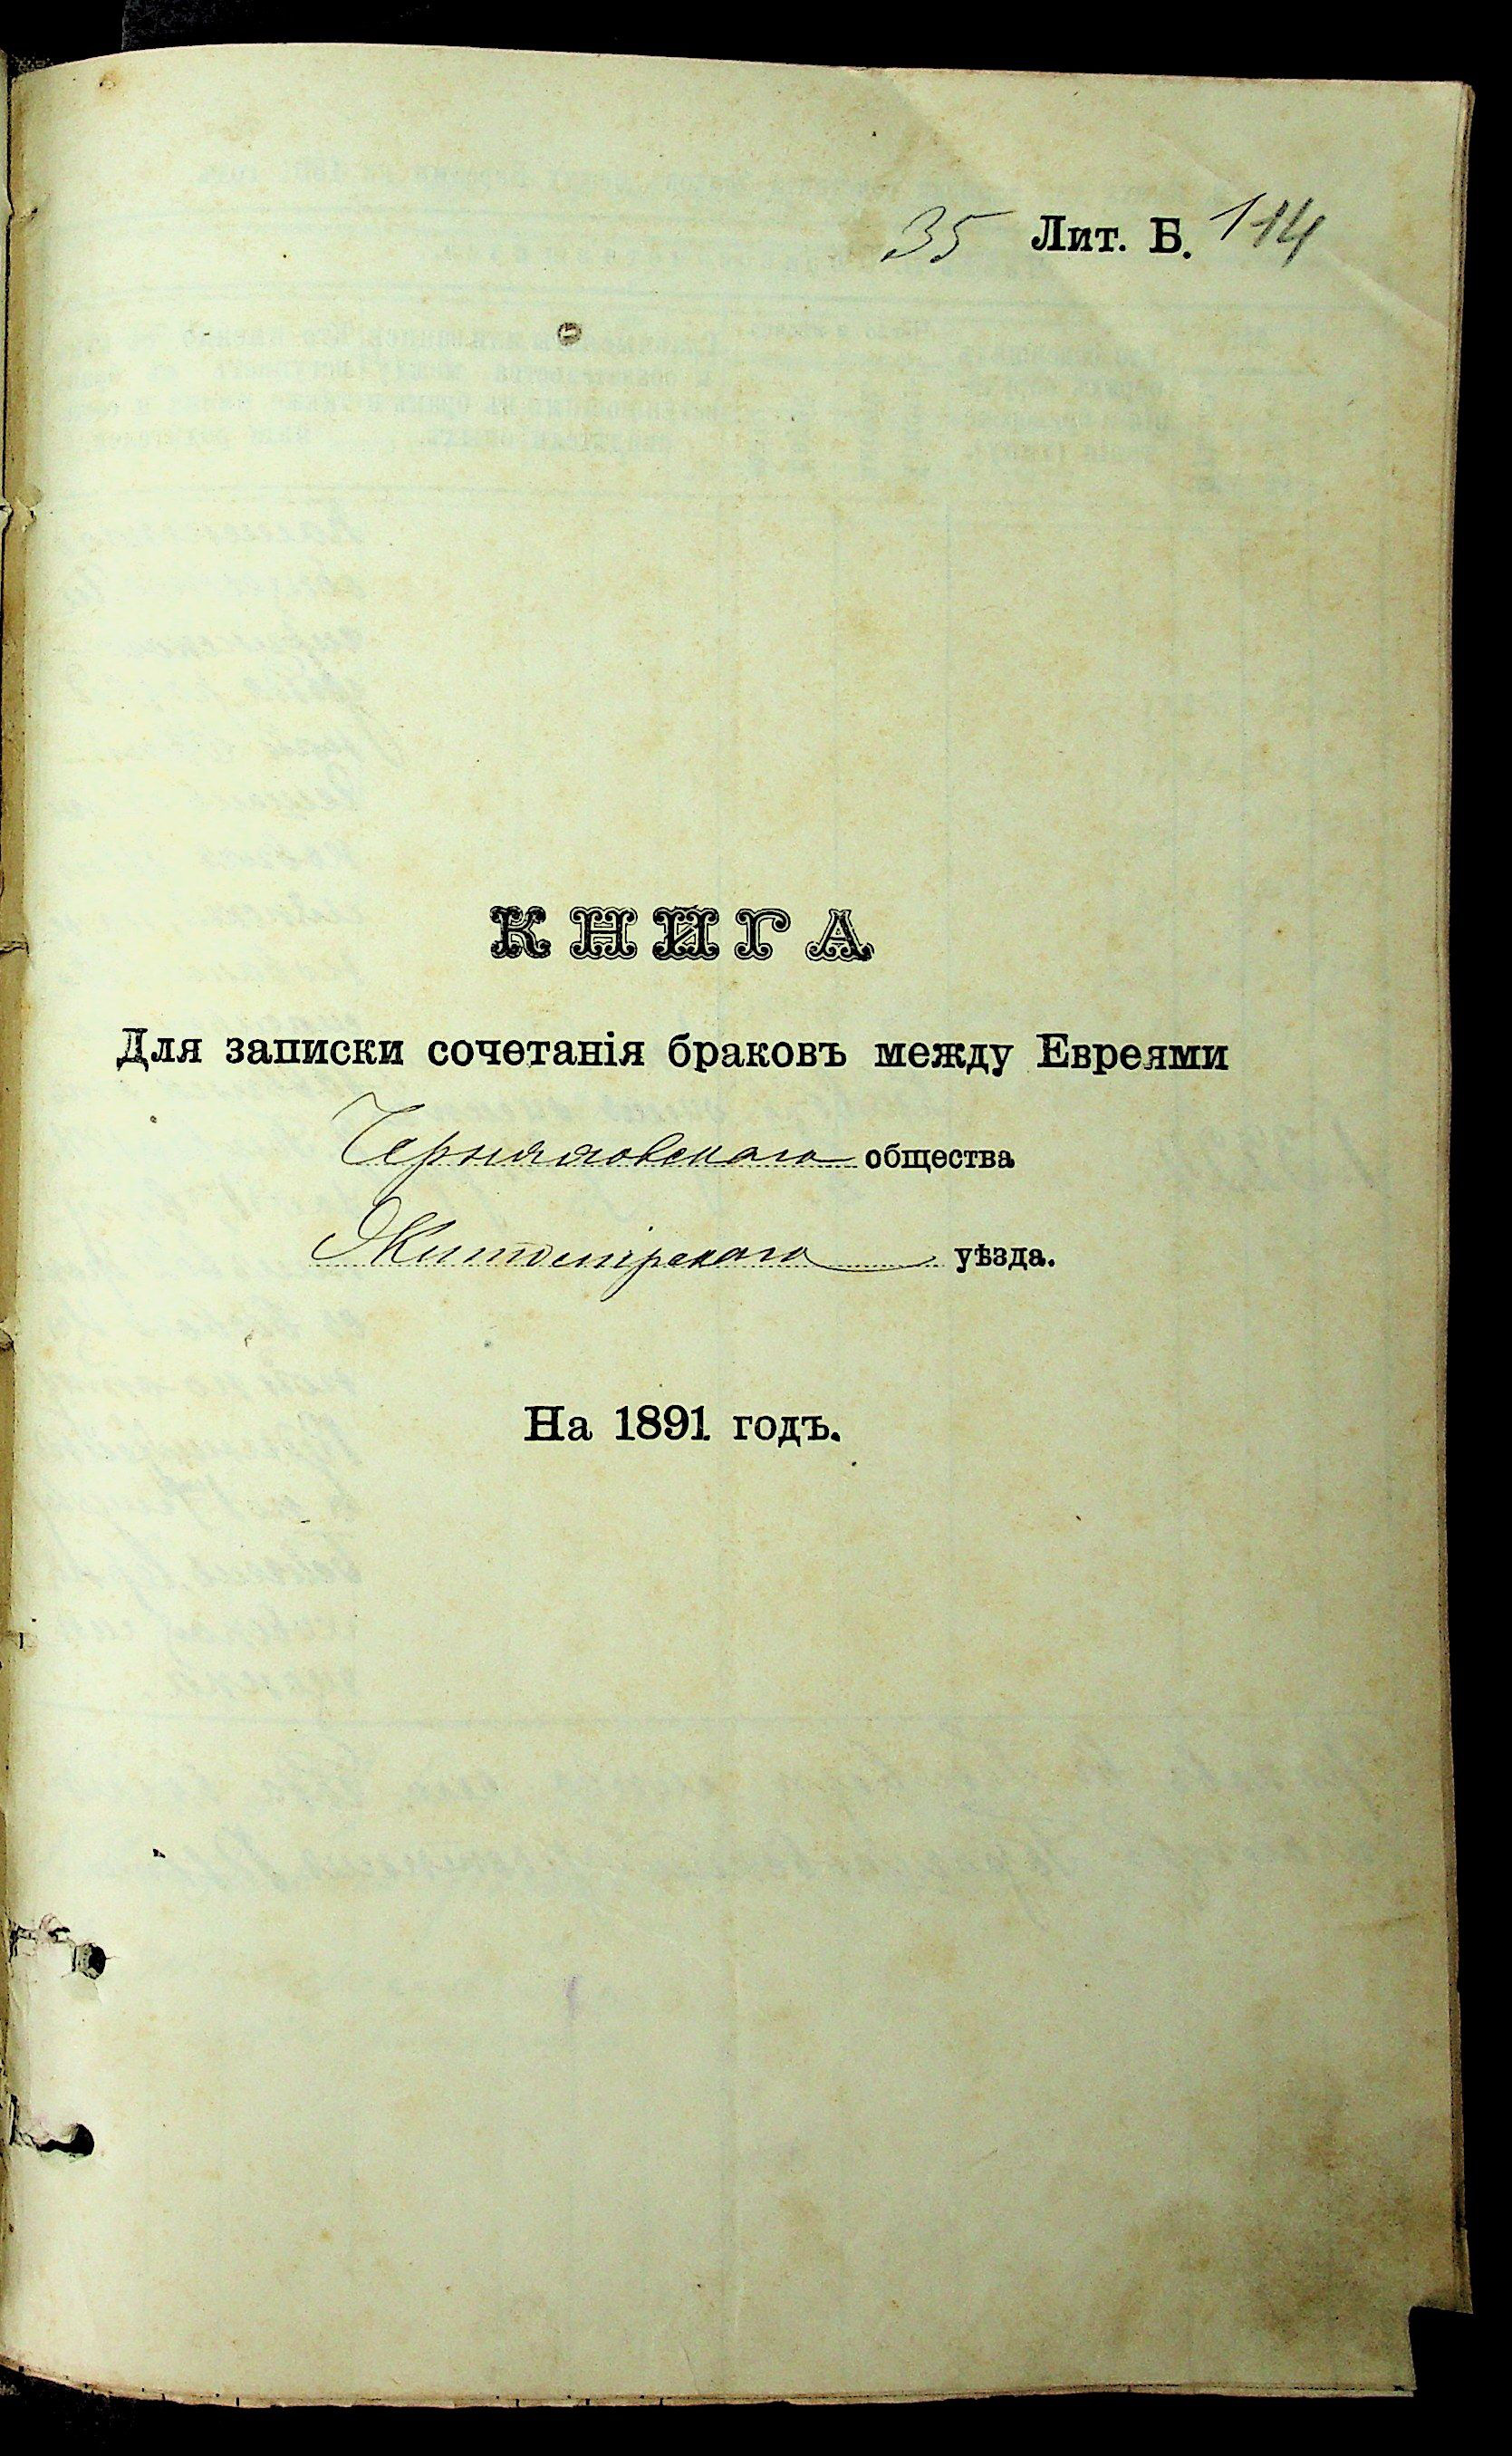 35 Лит. Б. 114
КНИГА
Для записки сочетанія браковъ между Евреями
Черняховскаго общества
Житомірскаго уѣзда.
На 1891 годъ.